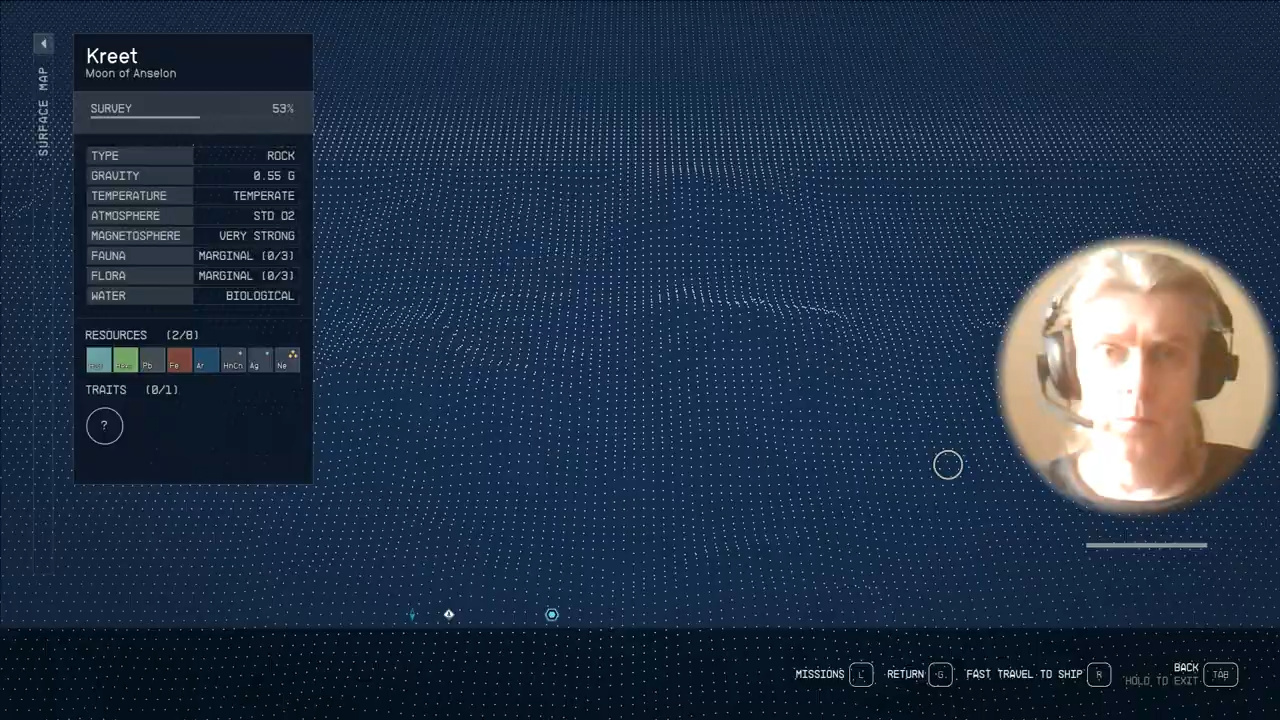 Kreet
Moon of Anselon
SURFACE MAP
SURVEY 53%
TYPE ROCK
GRAVITY 0.55 G
TEMPERATURE TEMPERATE
ATMOSPHERE STD O2
MAGNETOSPHERE VERY STRONG
FAUNA MARGINAL (0/3)
FLORA MARGINAL (0/3)
WATER BIOLOGICAL
RESOURCES (2/8)
Pb Fe Ar HnCn Ag Ne
TRAITS (0/1)
?
MISSIONS L RETURN G FAST TRAVEL TO SHIP R BACK TAB
HOLD TO EXIT